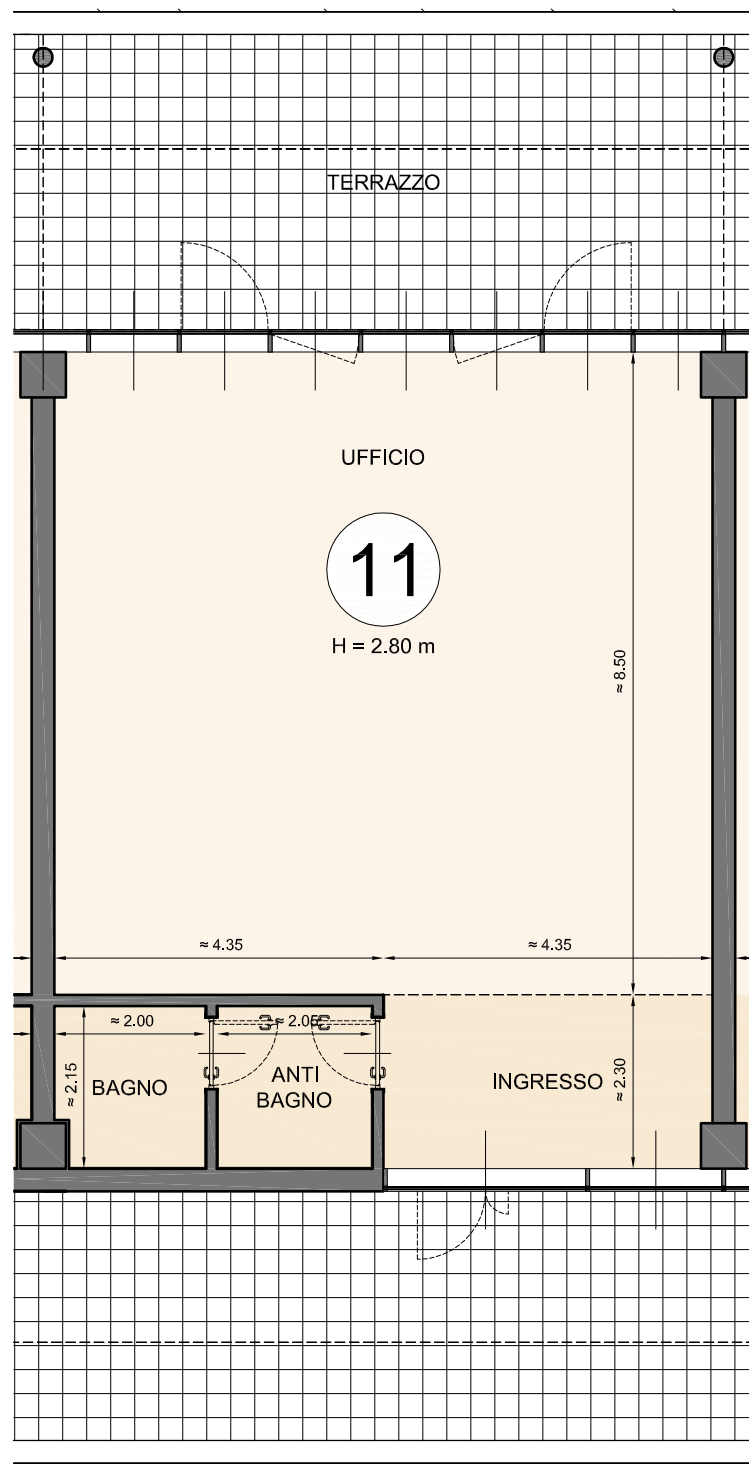 TERRAZZO
UFFICIO
11
H = 2.80 m
≈ 8.50
≈ 4.35
≈ 4.35
≈ 2.00
≈ 2.05
≈ 2.15
BAGNO
ANTI
BAGNO
INGRESSO
≈ 2.30